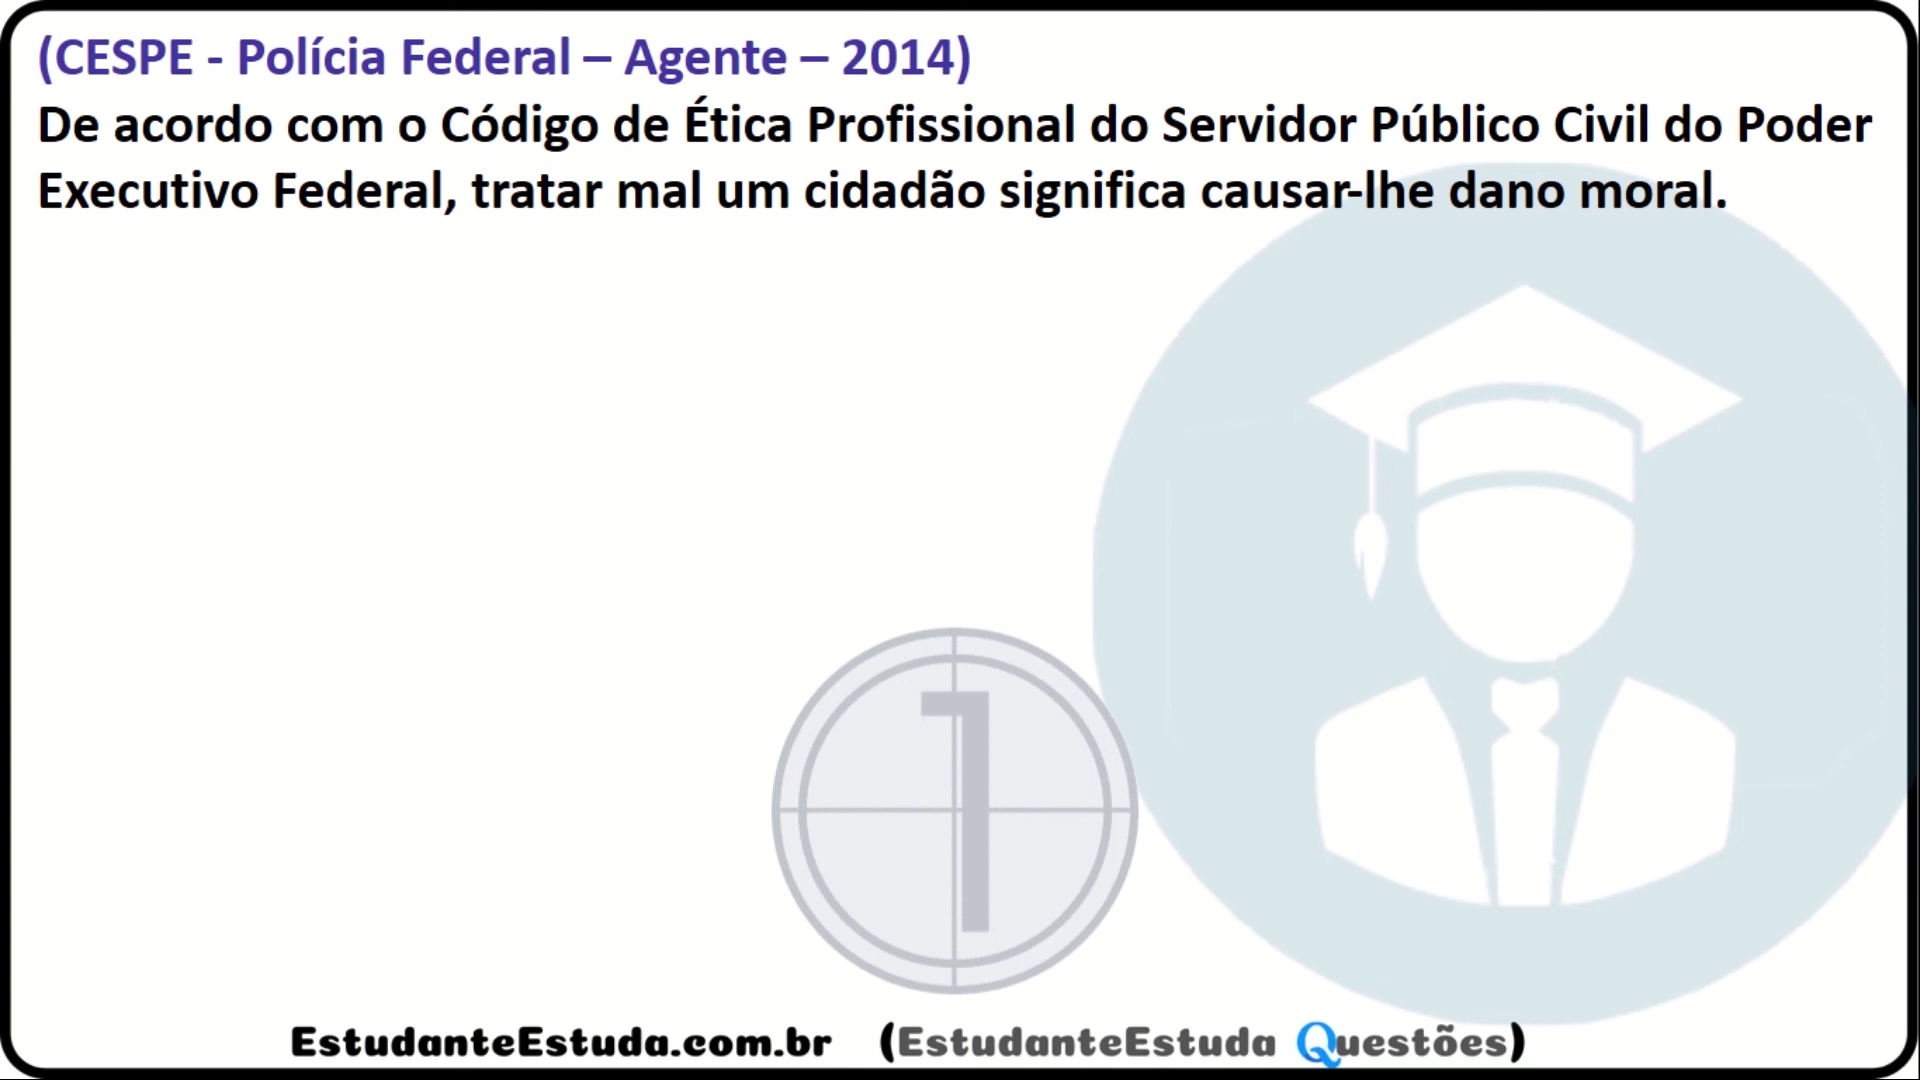 (CESPE - Polícia Federal – Agente – 2014)
De acordo com o Código de Ética Profissional do Servidor Público Civil do Poder
Executivo Federal, tratar mal um cidadão significa causar-lhe dano moral.
1
EstudanteEstuda.com.br (EstudanteEstuda Questões)